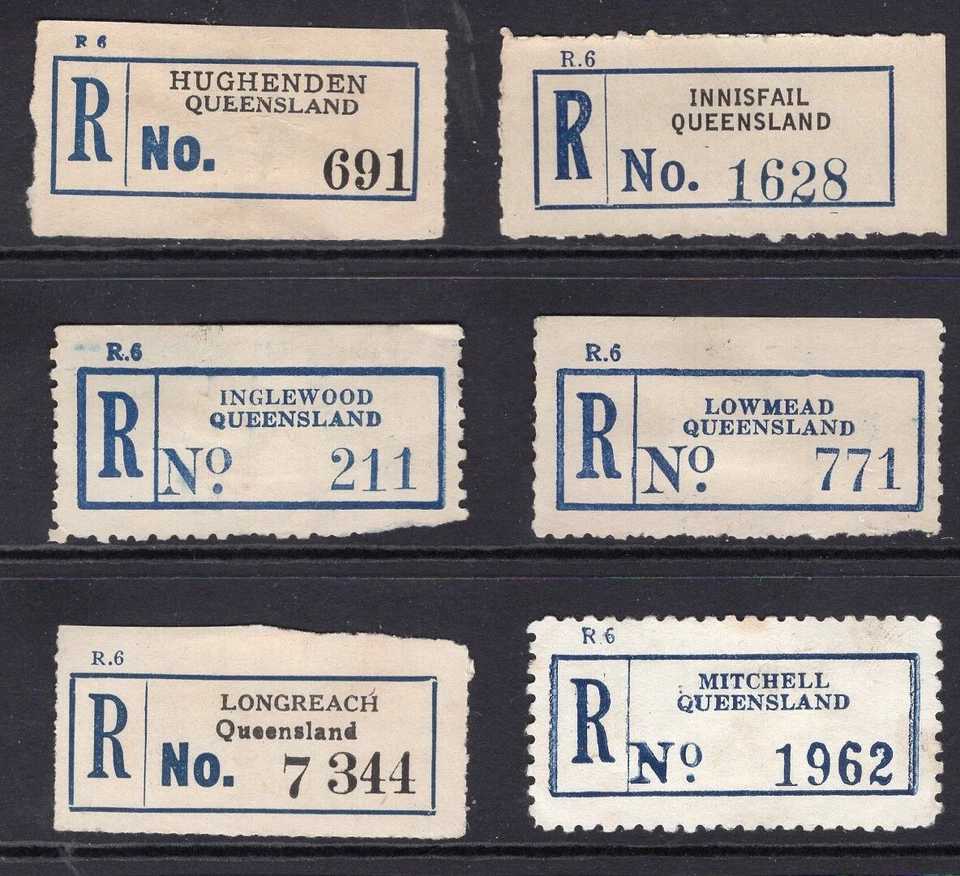 R 6
R
HUGHENDEN
QUEENSLAND
No. 691
R.6
R
INNISFAIL
QUEENSLAND
No. 1628
R.6
R
INGLEWOOD
QUEENSLAND
Nº. 211
R.6
R
LOWMEAD
QUEENSLAND
Nº. 771
R.6
R
LONGREACH
Queensland
No. 7 344
R 6
R
MITCHELL
QUEENSLAND
Nº. 1962